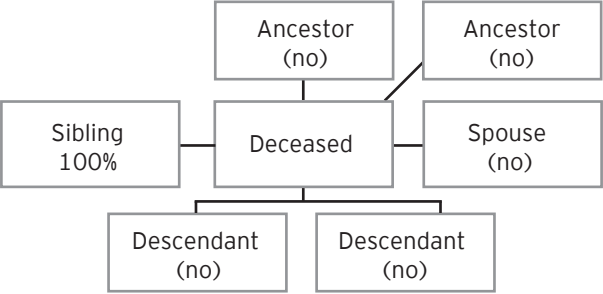 Ancestor
(no)
Ancestor
(no)
Sibling
100%
Deceased
Spouse
(no)
Descendant
(no)
Descendant
(no)